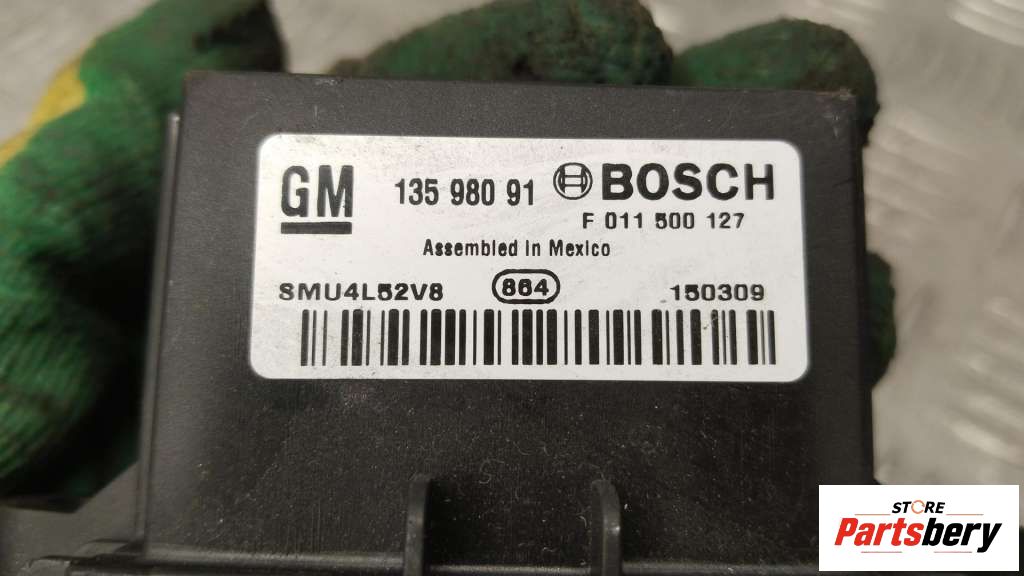 GM 135 980 91 BOSCH
F 011 500 127
Assembled in Mexico
SMU4L52V8 864 150309
STORE
Partsbery